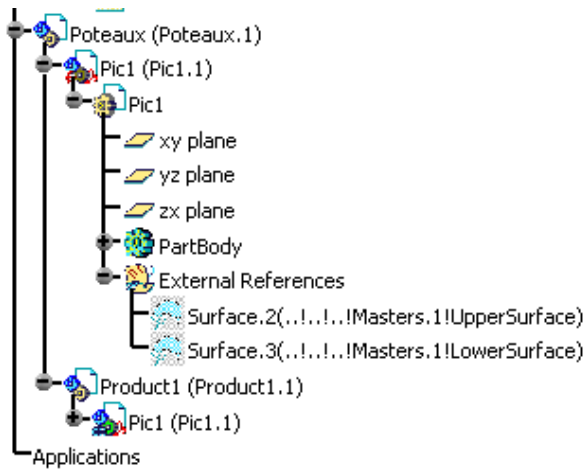 Poteaux (Poteaux.1)
Pic1 (Pic1.1)
Pic1
xy plane
yz plane
zx plane
PartBody
External References
Surface.2(..!..!..!Masters.1!UpperSurface)
Surface.3(..!..!..!Masters.1!LowerSurface)
Product1 (Product1.1)
Pic1 (Pic1.1)
Applications